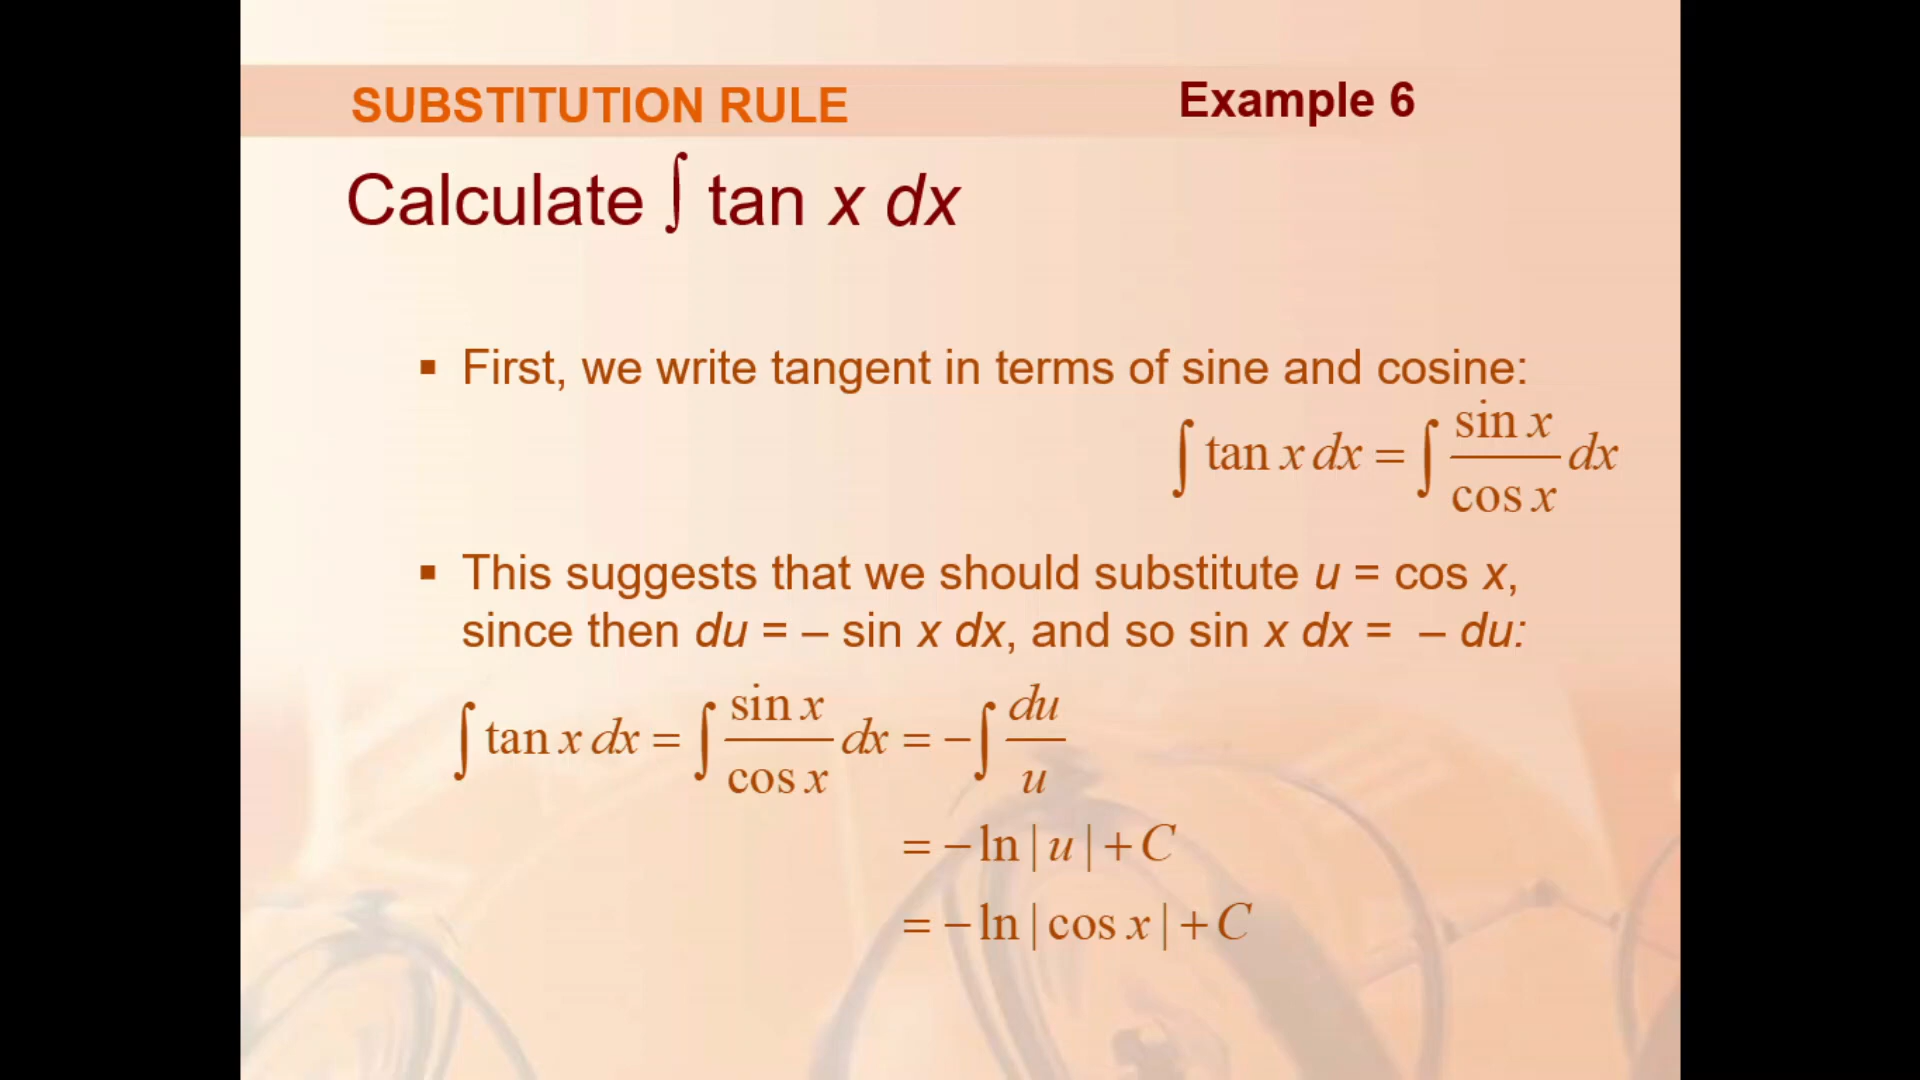 SUBSTITUTION RULE
Example 6
Calculate ∫ tan x dx
▪ First, we write tangent in terms of sine and cosine:
∫ tan x dx = ∫ sin x / cos x dx
▪ This suggests that we should substitute u = cos x,
since then du = – sin x dx, and so sin x dx = – du:
∫ tan x dx = ∫ sin x / cos x dx = −∫ du / u
= −ln | u | + C
= −ln | cos x | + C